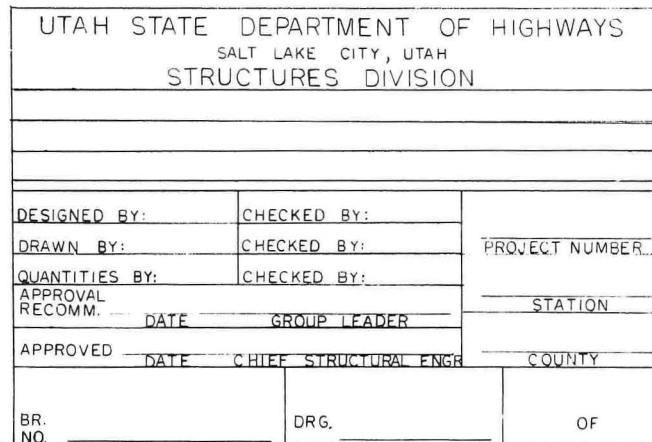 UTAH STATE DEPARTMENT OF HIGHWAYS
SALT LAKE CITY, UTAH
STRUCTURES DIVISION
DESIGNED BY: CHECKED BY:
DRAWN BY: CHECKED BY:
PROJECT NUMBER
QUANTITIES BY: CHECKED BY:
APPROVAL
RECOMM.
DATE GROUP LEADER
STATION
APPROVED
DATE CHIEF STRUCTURAL ENGR
COUNTY
BR.
NO.
DRG.
OF